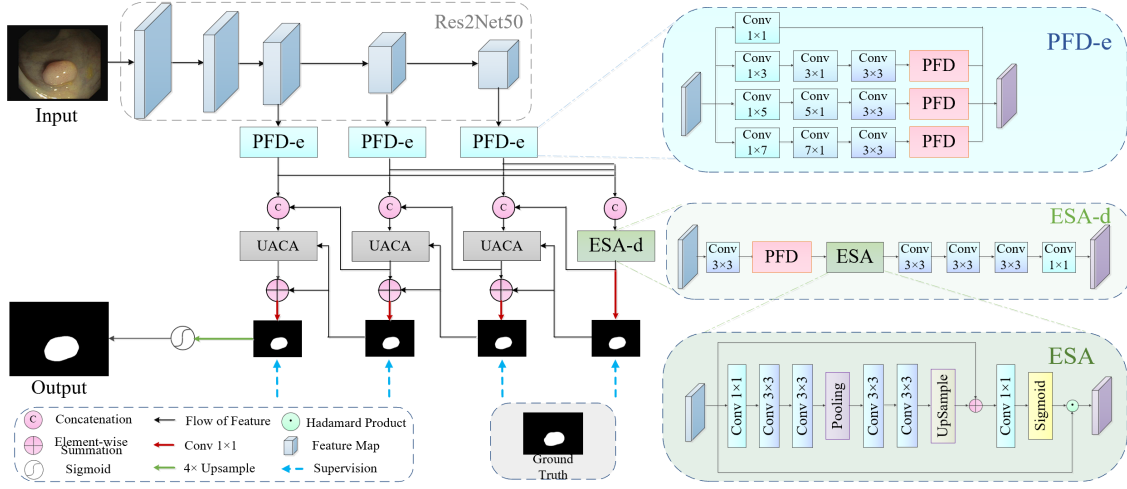 Res2Net50
Input
PFD-e
PFD-e
PFD-e
C
C
C
C
UACA
UACA
UACA
ESA-d
Output
PFD-e
Conv
1×1
Conv
1×3
Conv
3×1
Conv
3×3
PFD
Conv
1×5
Conv
5×1
Conv
3×3
PFD
Conv
1×7
Conv
7×1
Conv
3×3
PFD
ESA-d
Conv
3×3
PFD
ESA
Conv
3×3
Conv
3×3
Conv
3×3
Conv
1×1
ESA
Conv 1×1
Conv 3×3
Conv 3×3
Pooling
Conv 3×3
Conv 3×3
UpSample
Conv 1×1
Sigmoid
C
Concatenation
Flow of Feature
Hadamard Product
Element-wise
Summation
Conv 1×1
Feature Map
Sigmoid
4× Upsample
Supervision
Ground
Truth